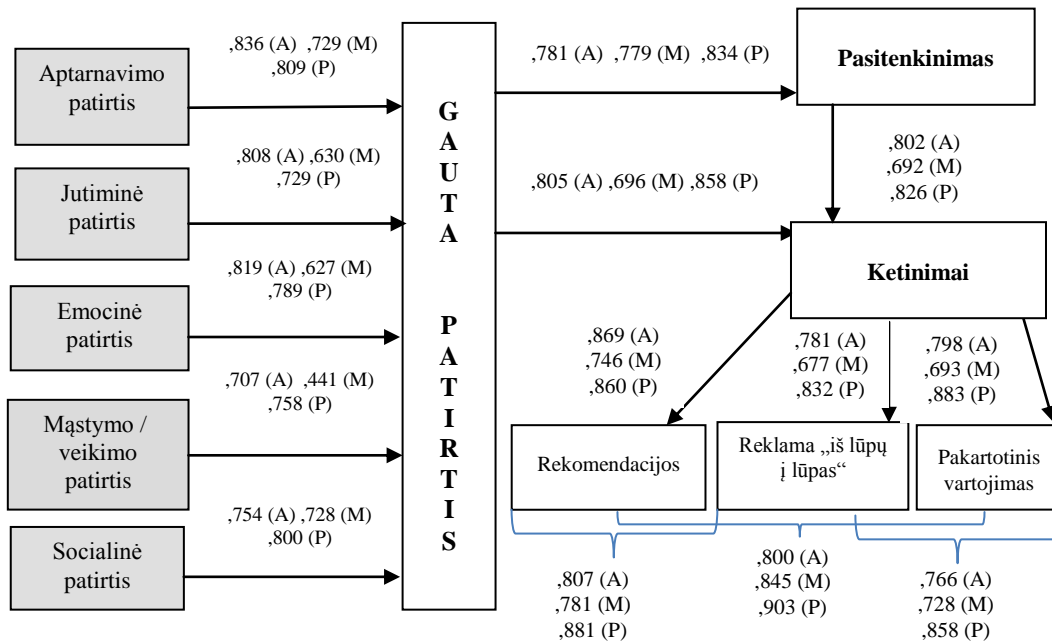 ,836 (A) ,729 (M)
,809 (P)
Aptarnavimo
patirtis
,808 (A) ,630 (M)
,729 (P)
Jutiminė
patirtis
,819 (A) ,627 (M)
,789 (P)
Emocinė
patirtis
,707 (A) ,441 (M)
,758 (P)
Mąstymo /
veikimo
patirtis
,754 (A) ,728 (M)
,800 (P)
Socialinė
patirtis
G
A
U
T
A
P
A
T
I
R
T
I
S
,781 (A) ,779 (M) ,834 (P)
Pasitenkinimas
,802 (A)
,692 (M)
,826 (P)
,805 (A) ,696 (M) ,858 (P)
Ketinimai
,869 (A)
,746 (M)
,860 (P)
,781 (A)
,677 (M)
,832 (P)
,798 (A)
,693 (M)
,883 (P)
Rekomendacijos
Reklama „iš lūpų
į lūpas“
Pakartotinis
vartojimas
,807 (A)
,781 (M)
,881 (P)
,800 (A)
,845 (M)
,903 (P)
,766 (A)
,728 (M)
,858 (P)